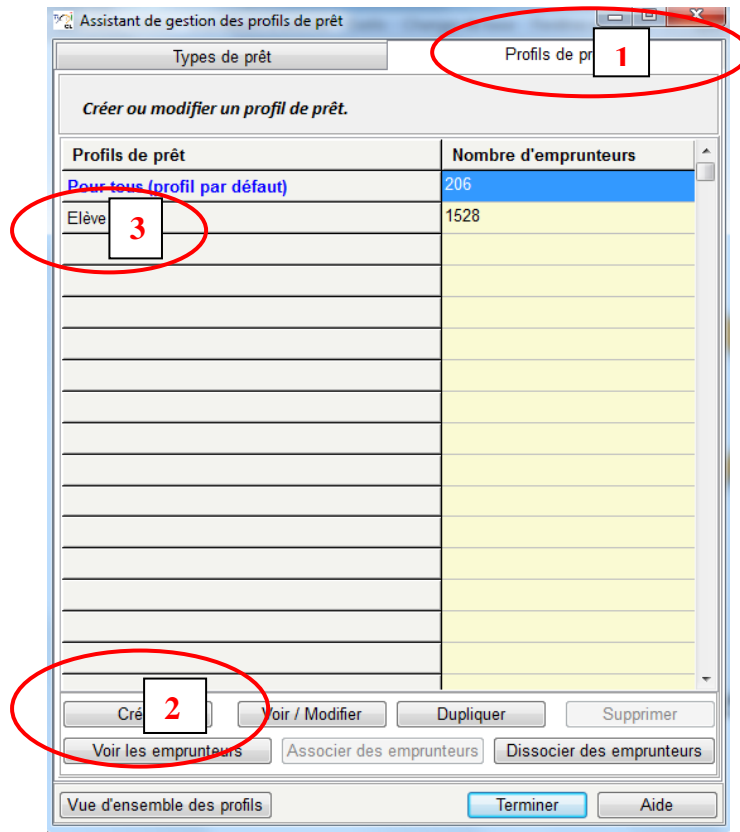 Assistant de gestion des profils de prêt
Types de prêt
Profils de pr
1
Créer ou modifier un profil de prêt.
Profils de prêt Nombre d'emprunteurs
Pour tous (profil par défaut) 206
Elève 1528
3
Cré
2
Voir / Modifier Dupliquer Supprimer
Voir les emprunteurs Associer des emprunteurs Dissocier des emprunteurs
Vue d'ensemble des profils Terminer Aide